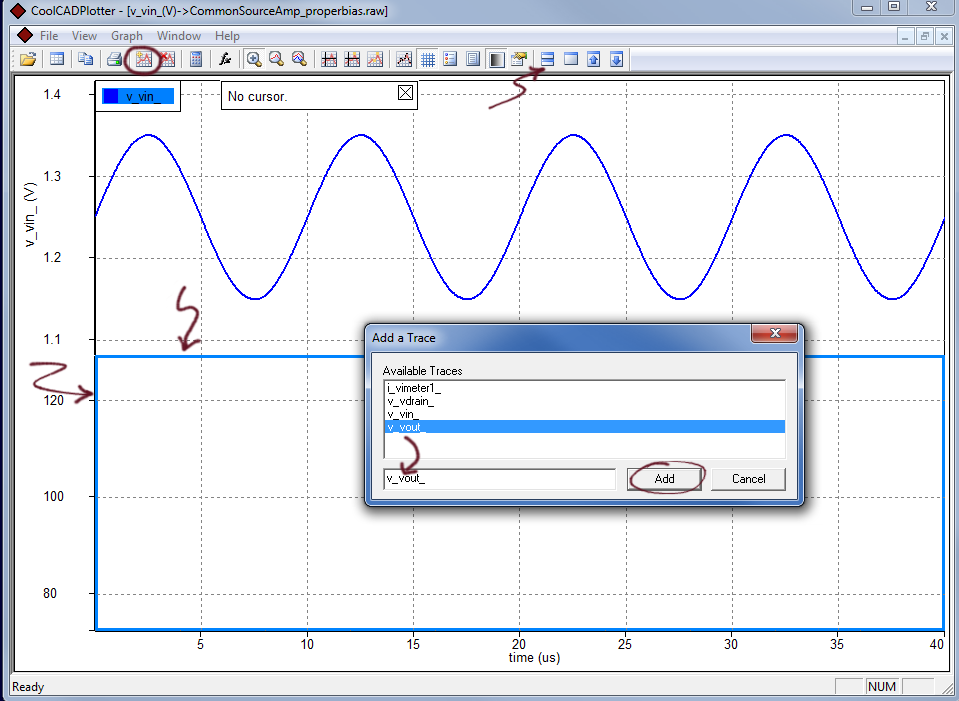 CoolCADPlotter - [v_vin_(V)->CommonSourceAmp_properbias.raw]
File View Graph Window Help
fx
1.4
v_vin_
No cursor.
1.3
v_vin_ (V)
1.2
1.1
Add a Trace
Available Traces
i_vimeter1_
v_vdrain_
v_vin_
v_vout_
120
v_vout_
Add
Cancel
100
80
5 10 15 20 25 30 35 40
time (us)
Ready
NUM